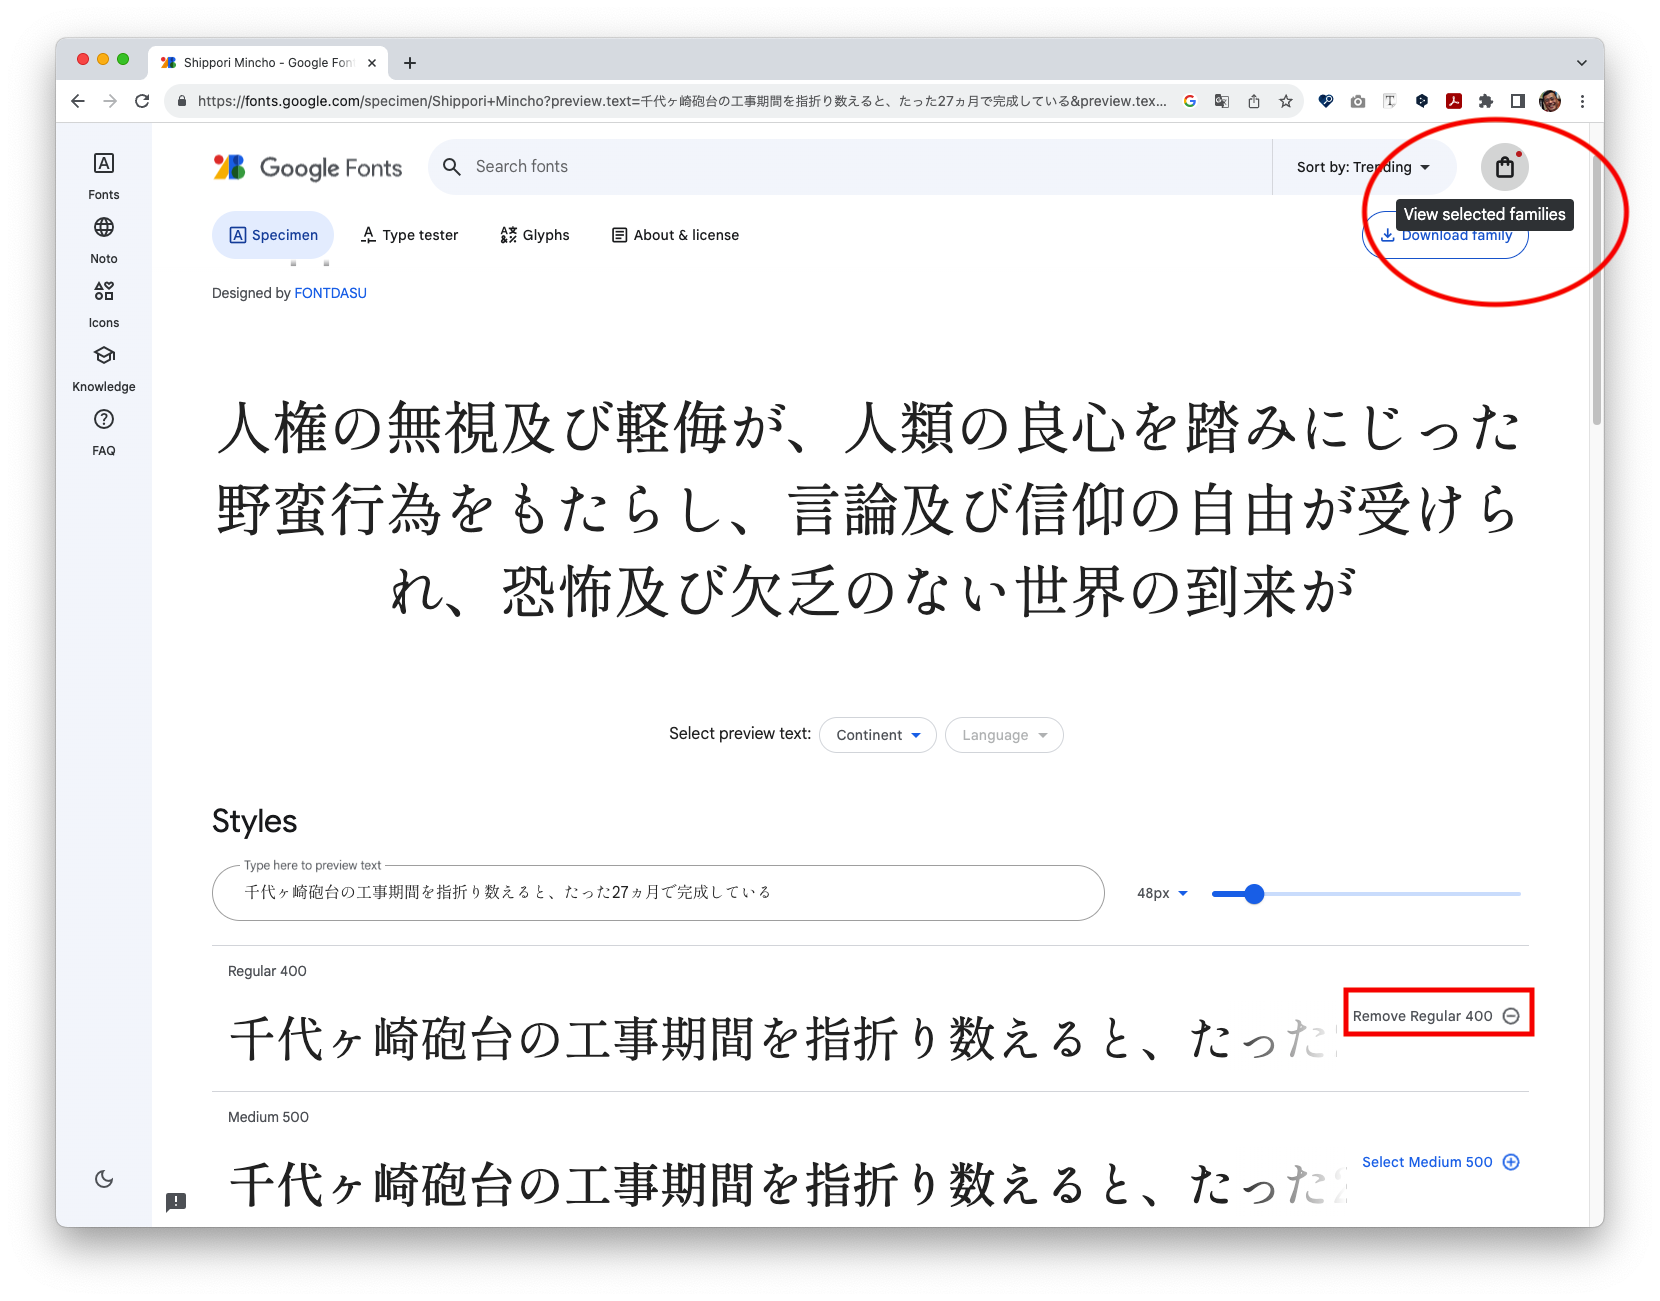 Shippori Mincho - Google Fon
https://fonts.google.com/specimen/Shippori+Mincho?preview.text=千代ヶ崎砲台の工事期間を指折り数えると、たった27ヵ月で完成している&preview.tex...
Google Fonts
Search fonts
Sort by: Trending
View selected families
Fonts
Noto
Icons
Knowledge
FAQ
Specimen
Type tester
Glyphs
About & license
Download family
Designed by FONTDASU
人権の無視及び軽侮が、人類の良心を踏みにじった
野蛮行為をもたらし、言論及び信仰の自由が受けら
れ、恐怖及び欠乏のない世界の到来が
Select preview text:
Continent
Language
Styles
Type here to preview text
千代ヶ崎砲台の工事期間を指折り数えると、たった27ヵ月で完成している
48px
Regular 400
千代ヶ崎砲台の工事期間を指折り数えると、たった
Remove Regular 400
Medium 500
千代ヶ崎砲台の工事期間を指折り数えると、たった2
Select Medium 500